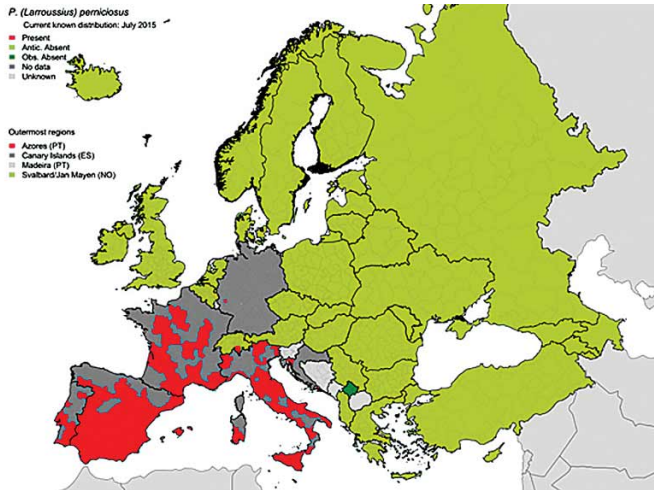 P. (Larroussius) perniciosus
Current known distribution: July 2015
Present
Antic. Absent
Obs. Absent
No data
Unknown
Outermost regions
Azores (PT)
Canary Islands (ES)
Madeira (PT)
Svalbard/Jan Mayen (NO)